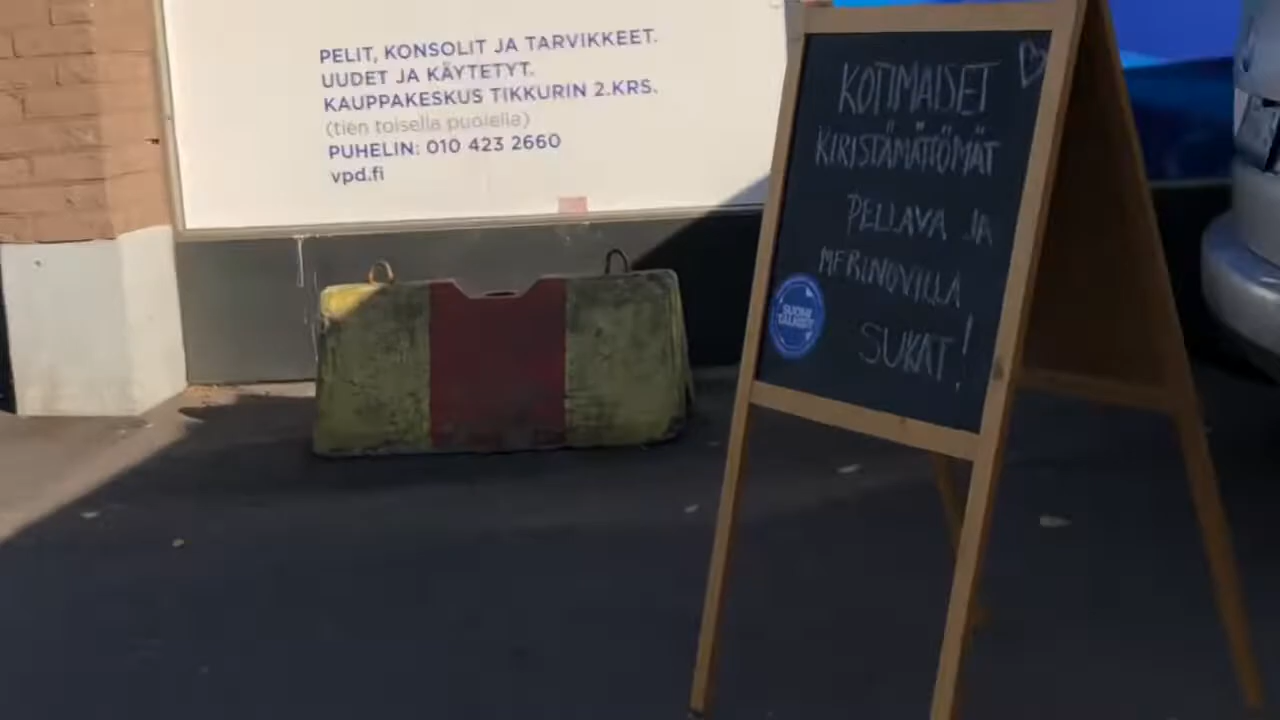 PELIT, KONSOLIT JA TARVIKKEET.
UUDET JA KÄYTETYT.
KAUPPAKESKUS TIKKURIN 2.KRS.
(tien toisella puolella)
PUHELIN: 010 423 2660
vpd.fi
KOTIMAISET
KIRISTÄMÄTTÖMÄT
PELLAVA JA
MERINOVILLA
SUKAT!